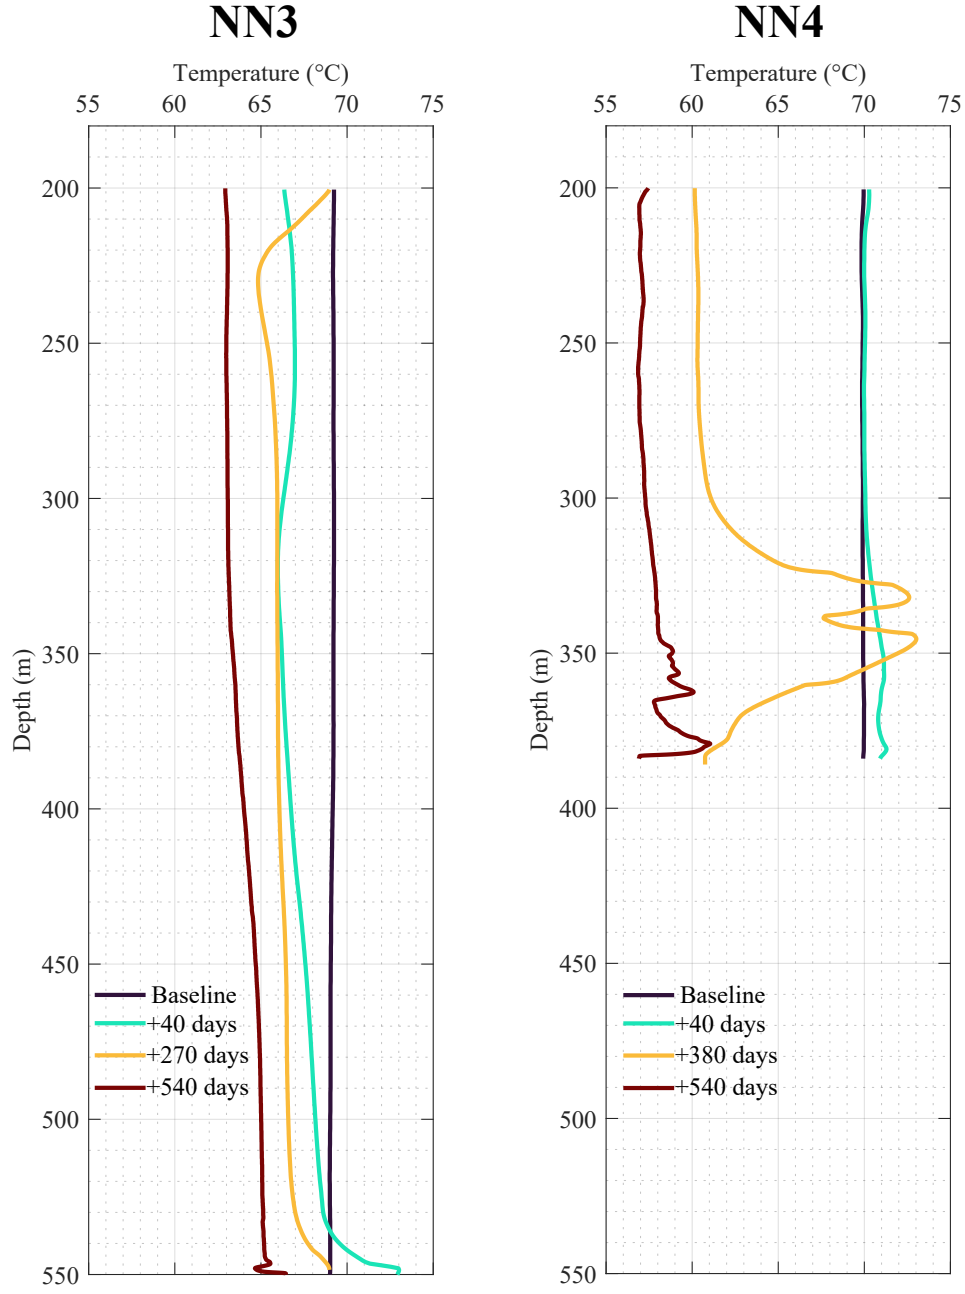 NN3
Temperature (°C)
55 60 65 70 75
200
250
300
350
400
450
500
550
Depth (m)
Baseline
+40 days
+270 days
+540 days
NN4
Temperature (°C)
55 60 65 70 75
200
250
300
350
400
450
500
550
Depth (m)
Baseline
+40 days
+380 days
+540 days